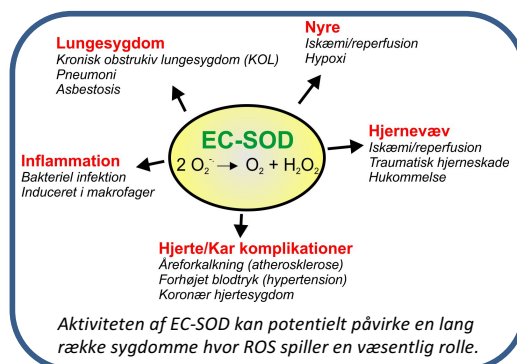 Lungesygdom
Kronisk obstrukiv lungesygdom (KOL)
Pneumoni
Asbestosis
Nyre
Iskæmi/reperfusion
Hypoxi
EC-SOD
2 O₂⁻· → O₂ + H₂O₂
Hjernevæv
Iskæmi/reperfusion
Traumatisk hjerneskade
Hukommelse
Inflammation
Bakteriel infektion
Induceret i makrofager
Hjerte/Kar komplikationer
Åreforkalkning (atherosklerose)
Forhøjet blodtryk (hypertension)
Koronær hjertesygdom
Aktiviteten af EC-SOD kan potentielt påvirke en lang
række sygdomme hvor ROS spiller en væsentlig rolle.